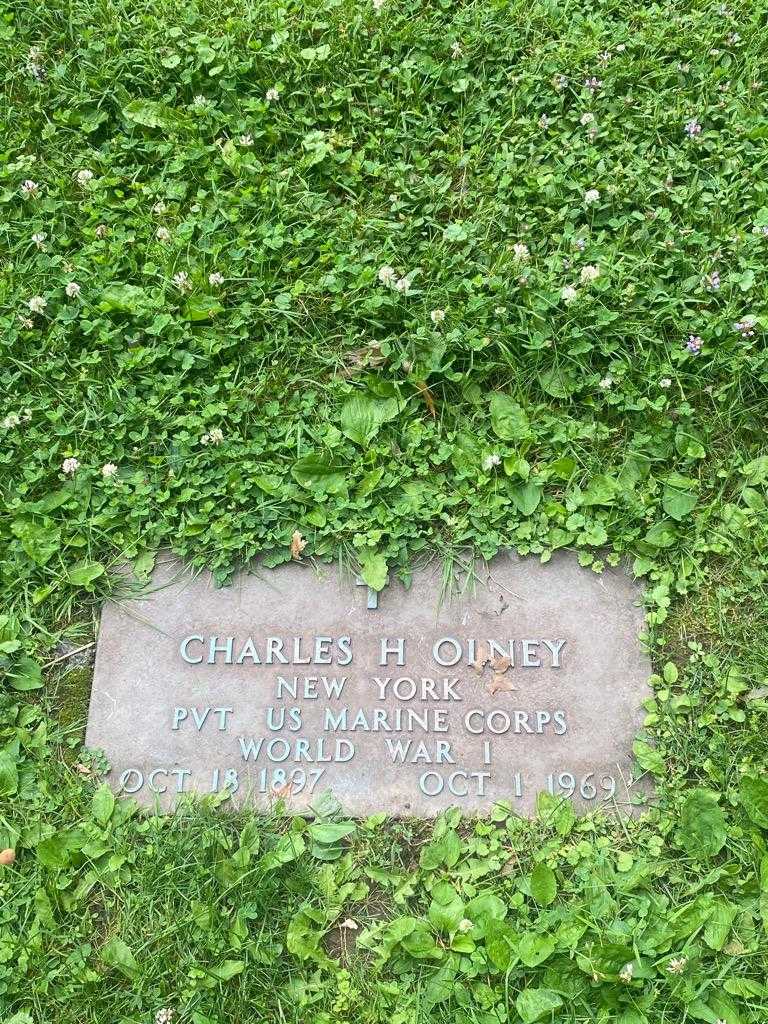 CHARLES H OLNEY
NEW YORK
PVT US MARINE CORPS
WORLD WAR I
OCT 18 1897 OCT 1 1969